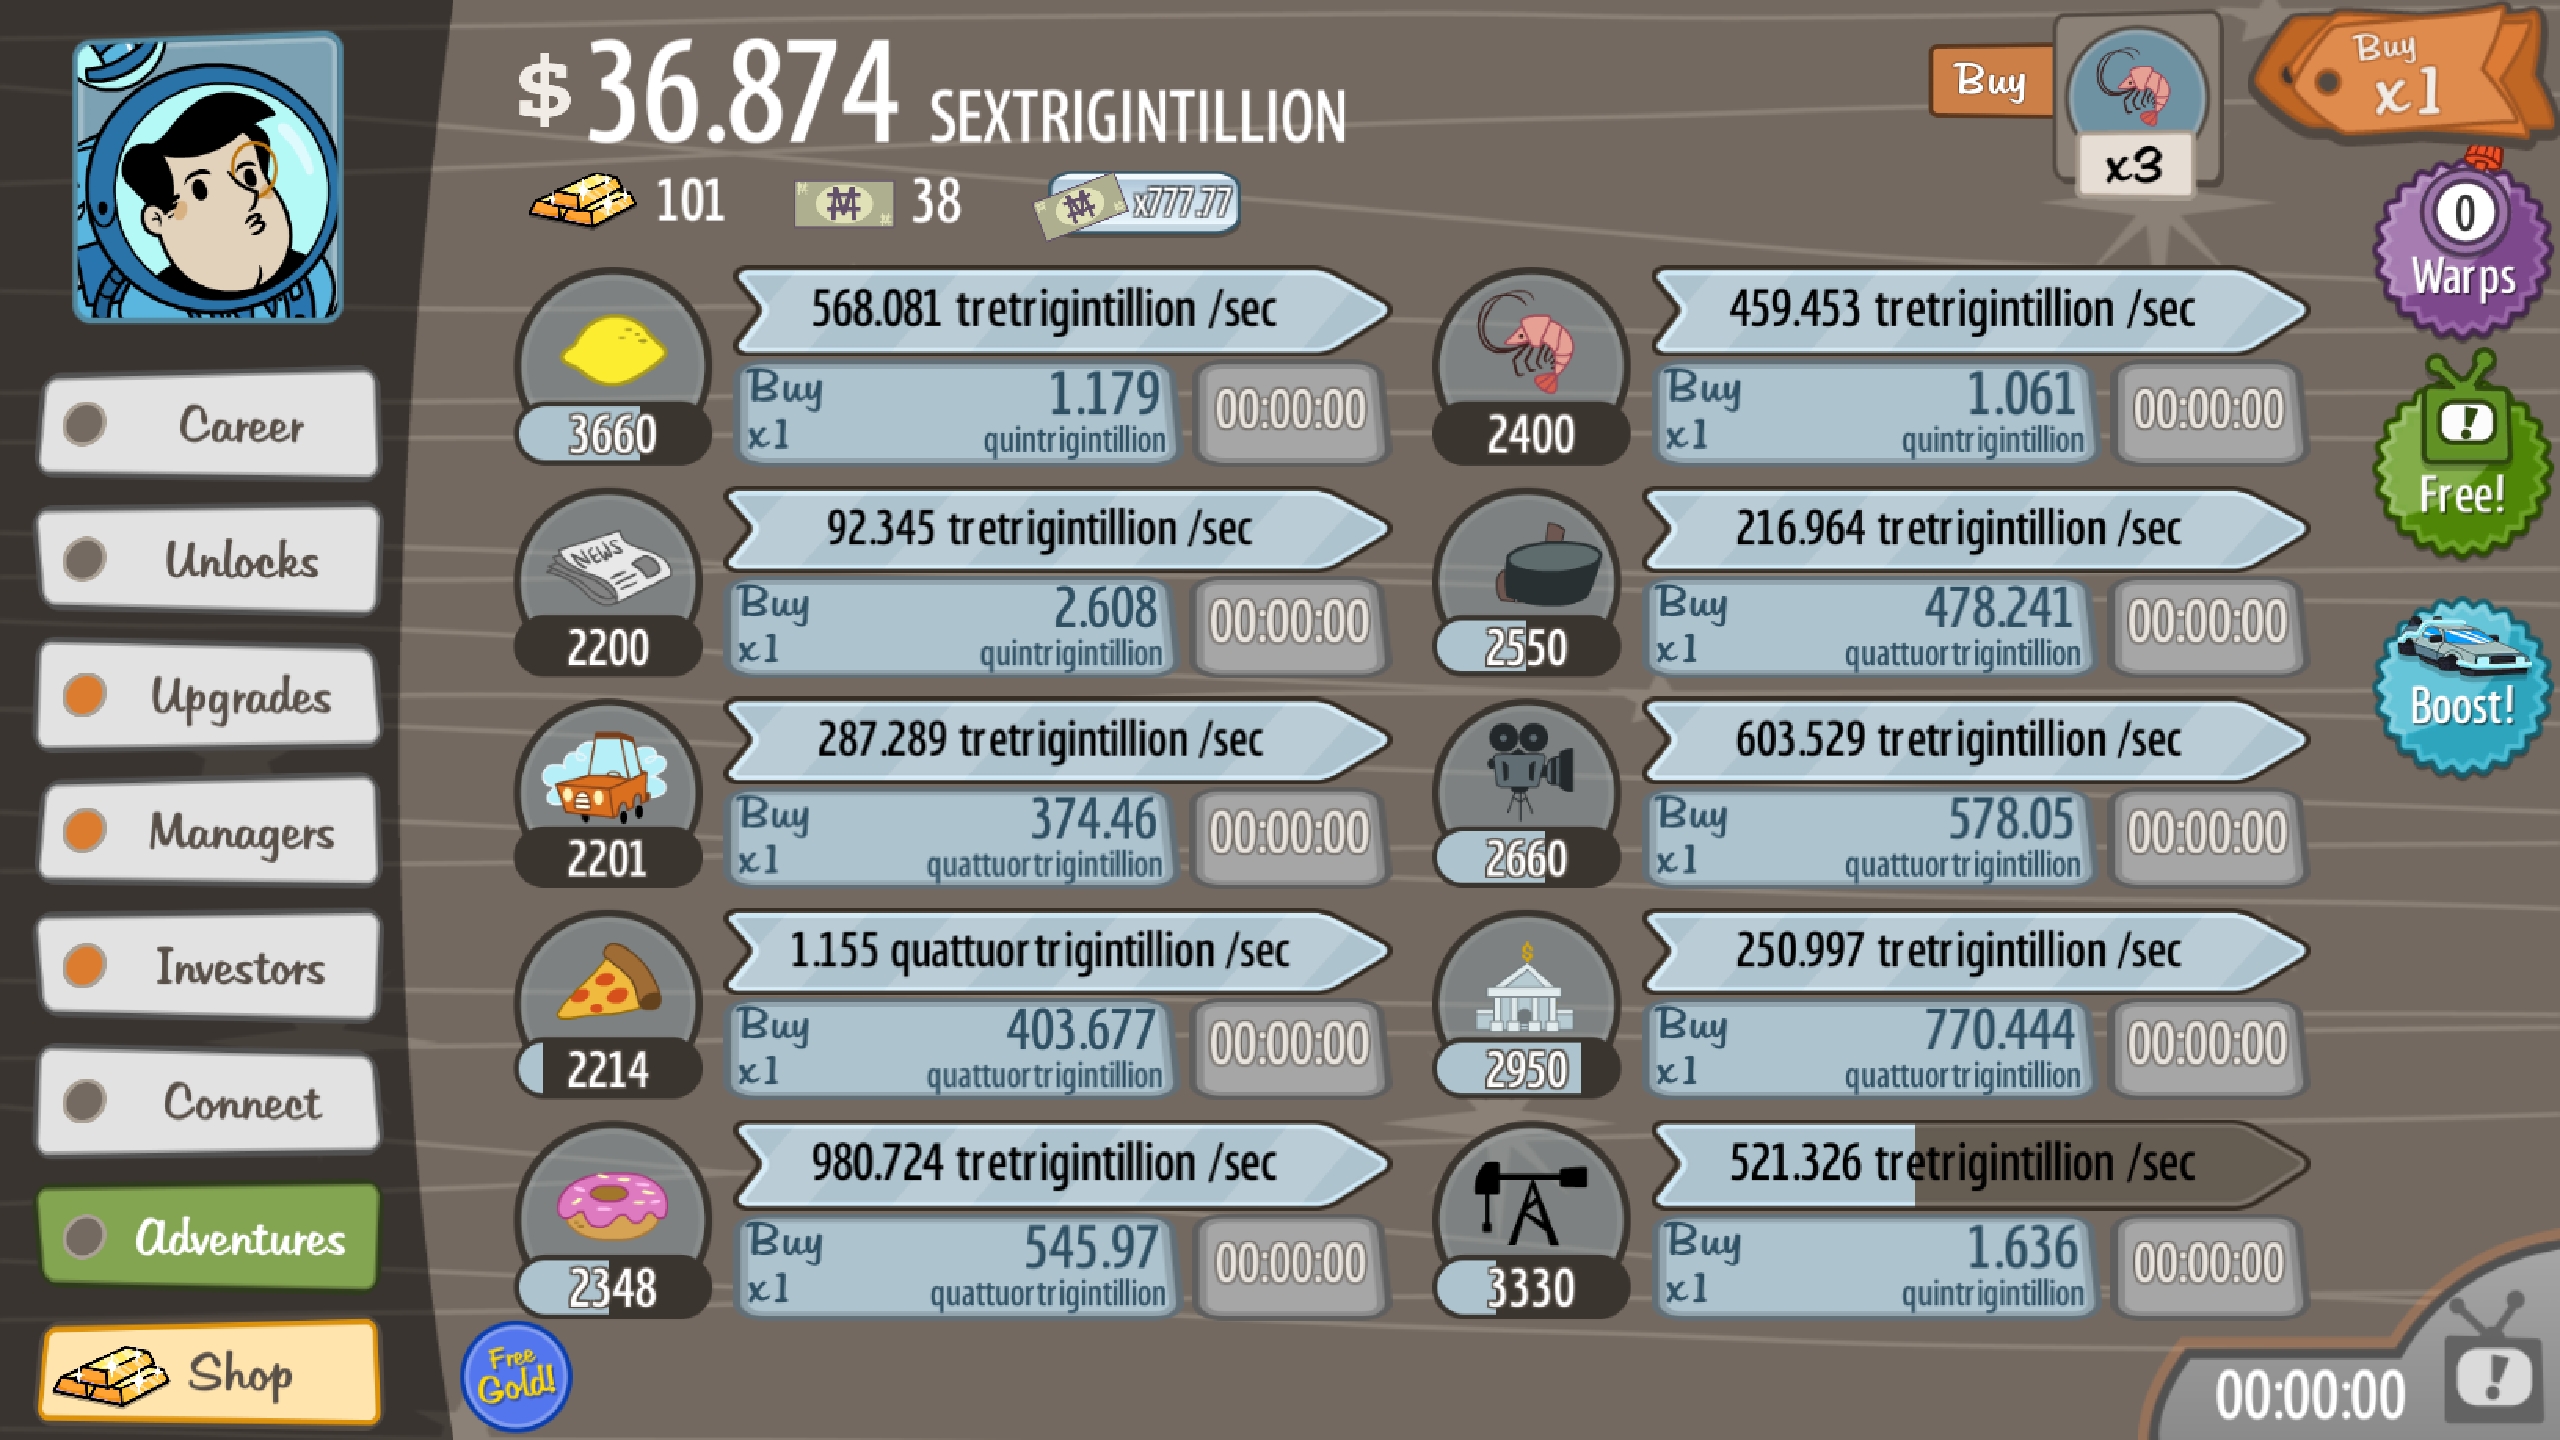 $ 36.874 SEXTRIGINTILLION
101
38
x777.77
Buy
x3
Buy
x1
0
Warps
!
Free!
Boost!
Career
Unlocks
Upgrades
Managers
Investors
Connect
Adventures
Shop
568.081 tretrigintillion /sec
3660
Buy
x1
1.179
quintrigintillion
00:00:00
459.453 tretrigintillion /sec
2400
Buy
x1
1.061
quintrigintillion
00:00:00
NEWS
92.345 tretrigintillion /sec
2200
Buy
x1
2.608
quintrigintillion
00:00:00
216.964 tretrigintillion /sec
2550
Buy
x1
478.241
quattuortrigintillion
00:00:00
287.289 tretrigintillion /sec
2201
Buy
x1
374.46
quattuortrigintillion
00:00:00
603.529 tretrigintillion /sec
2660
Buy
x1
578.05
quattuortrigintillion
00:00:00
1.155 quattuortrigintillion /sec
2214
Buy
x1
403.677
quattuortrigintillion
00:00:00
$
250.997 tretrigintillion /sec
2950
Buy
x1
770.444
quattuortrigintillion
00:00:00
980.724 tretrigintillion /sec
2348
Buy
x1
545.97
quattuortrigintillion
00:00:00
521.326 tretrigintillion /sec
3330
Buy
x1
1.636
quintrigintillion
00:00:00
Free
Gold!
00:00:00
!